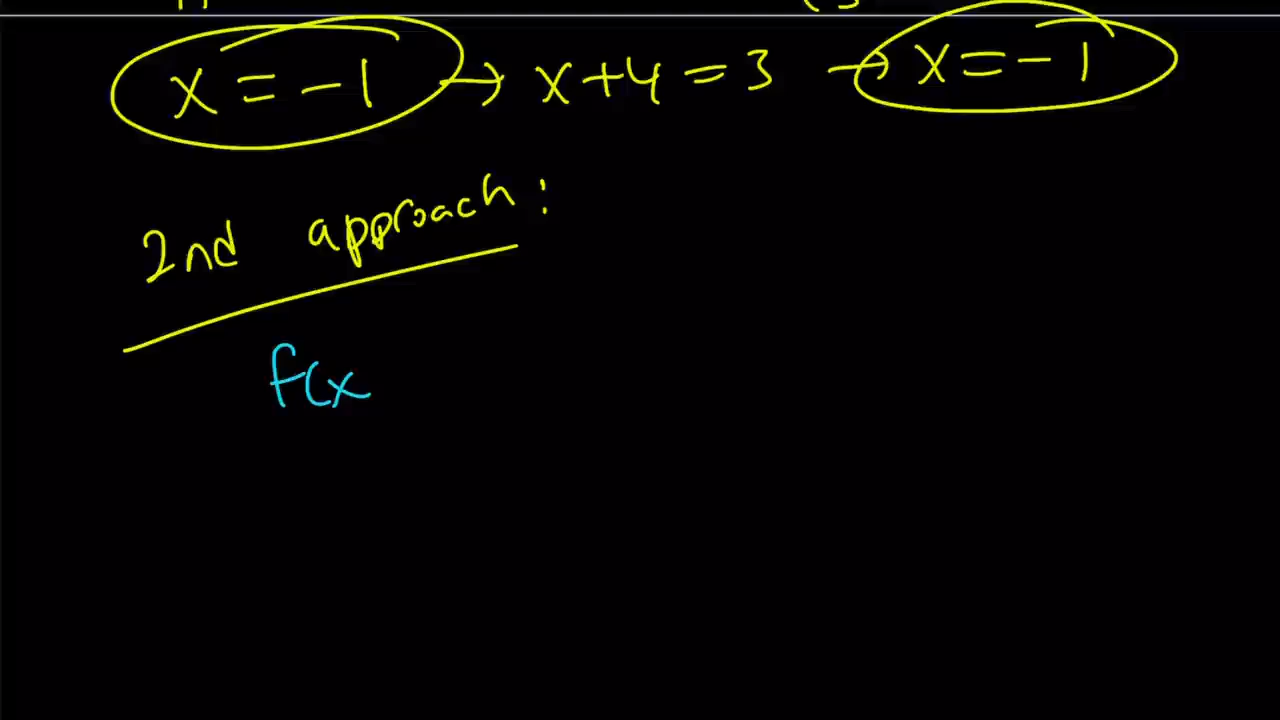 x = -1 → x+4 = 3 → x = -1
2nd approach:
f(x